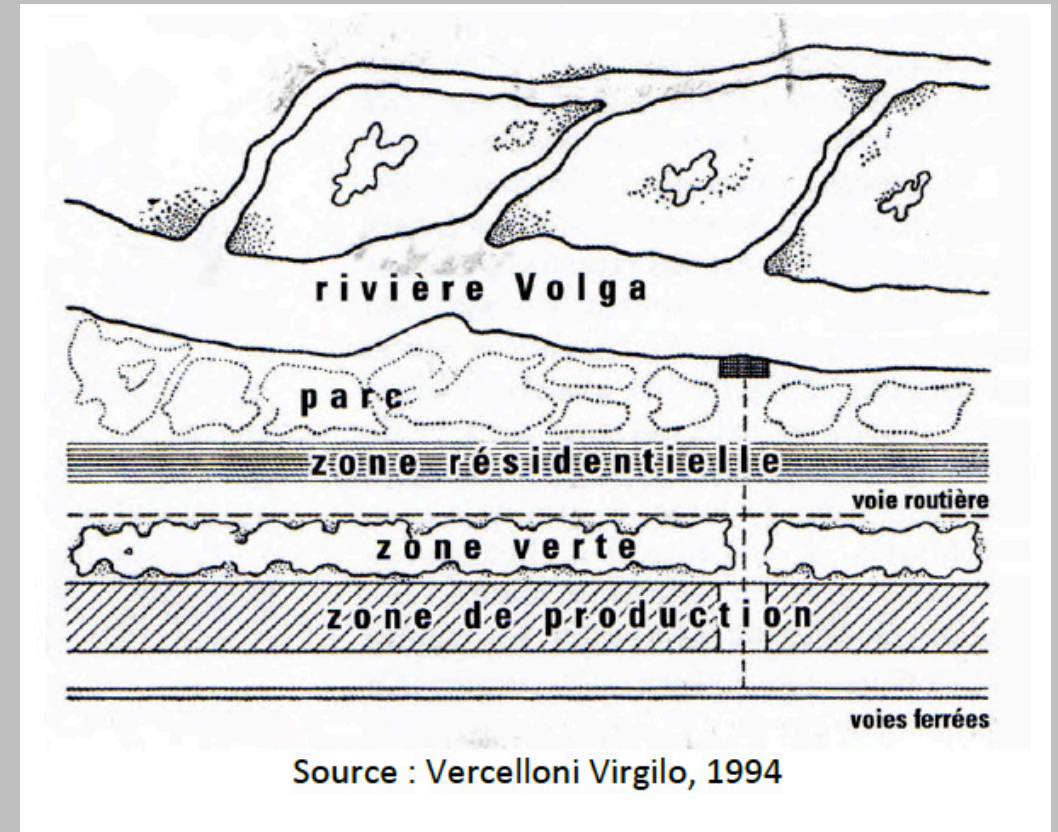 rivière Volga
parc
zone résidentielle
voie routière
zone verte
zone de production
voies ferrées
Source : Vercelloni Virgilo, 1994